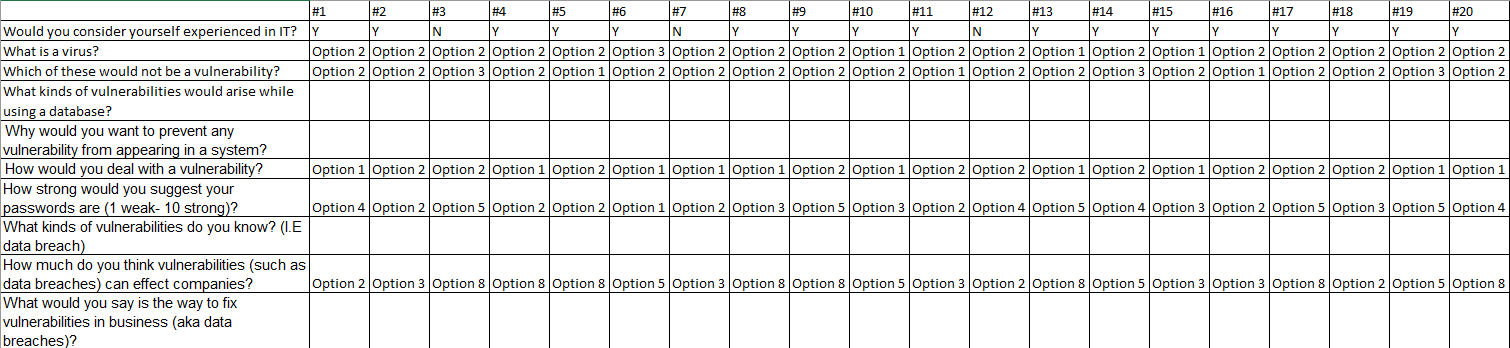 #1 #2 #3 #4 #5 #6 #7 #8 #9 #10 #11 #12 #13 #14 #15 #16 #17 #18 #19 #20
Would you consider yourself experienced in IT? Y Y N Y Y Y N Y Y Y Y N Y Y Y Y Y Y Y Y
What is a virus? Option 2 Option 2 Option 2 Option 2 Option 2 Option 3 Option 2 Option 2 Option 2 Option 1 Option 2 Option 2 Option 1 Option 2 Option 1 Option 2 Option 2 Option 2 Option 2 Option 2
Which of these would not be a vulnerability? Option 2 Option 2 Option 3 Option 2 Option 1 Option 2 Option 2 Option 2 Option 2 Option 2 Option 1 Option 2 Option 2 Option 3 Option 2 Option 1 Option 2 Option 2 Option 3 Option 2
What kinds of vulnerabilities would arise while
using a database?
Why would you want to prevent any
vulnerability from appearing in a system?
How would you deal with a vulnerability? Option 1 Option 2 Option 2 Option 1 Option 2 Option 1 Option 1 Option 1 Option 2 Option 1 Option 2 Option 2 Option 1 Option 2 Option 1 Option 2 Option 2 Option 2 Option 1 Option 1
How strong would you suggest your
passwords are (1 weak- 10 strong)? Option 4 Option 2 Option 5 Option 2 Option 2 Option 1 Option 2 Option 3 Option 5 Option 3 Option 2 Option 4 Option 5 Option 4 Option 3 Option 2 Option 5 Option 3 Option 5 Option 4
What kinds of vulnerabilities do you know? (I.E
data breach)
How much do you think vulnerabilities (such as
data breaches) can effect companies? Option 2 Option 3 Option 8 Option 8 Option 8 Option 5 Option 3 Option 8 Option 8 Option 5 Option 3 Option 2 Option 8 Option 5 Option 3 Option 3 Option 8 Option 2 Option 5 Option 8
What would you say is the way to fix
vulnerabilities in business (aka data
breaches)?